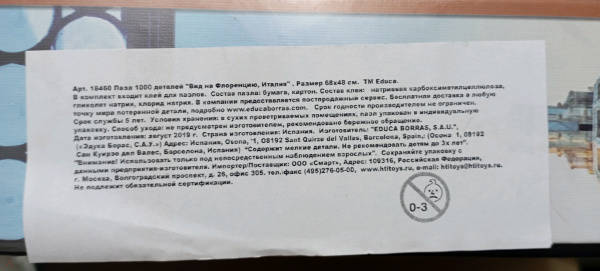 Арт. 18460 Пазл 1000 деталей "Вид на Флоренцию, Италия" . Размер 68х48 см. ТМ Educa.
В комплект входит клей для пазлов. Состав пазла: бумага, картон. Состав клея: натриевая карбоксиметилцеллюлоза,
гликолет натрия, хлорид натрия. В компании предоставляется постпродажный сервис. Бесплатная доставка в любую
точку мира потерянной детали, подробно www.educaborras.com. Срок годности производителем не ограничен.
Срок службы 5 лет. Условия хранения: в сухих проветриваемых помещениях, пазл упакован в индивидуальную
упаковку. Способ ухода: не предусмотрен изготовителем, рекомендовано бережное обращение.
Дата изготовления: август 2019 г. Страна изготовления: Испания. Изготовитель: "EDUCA BORRAS, S.A.U.",
(«Эдука Борас, С.А.У») Адрес: Испания, Osona, 1, 08192 Sant Quirze del Valles, Barcelona, Spain,( Осона 1, 08192
Сан Куирзе дел Валес, Барселона, Испания) "Содержит мелкие детали. Не рекомендовать детям до 3х лет".
"Внимание! Использовать только под непосредственным наблюдением взрослых". Сохраняйте упаковку с
данными предприятия-изготовителя. Импортер/Поставщик: ООО «Смарт», Адрес: 109316, Российская Федерация,
г. Москва, Волгоградский проспект, д. 26, офис 305. тел./факс (495)276-05-00, www.htitoys.ru, e-mail: hti@htitoys.ru.
Не подлежит обязательной сертификации.
0-3